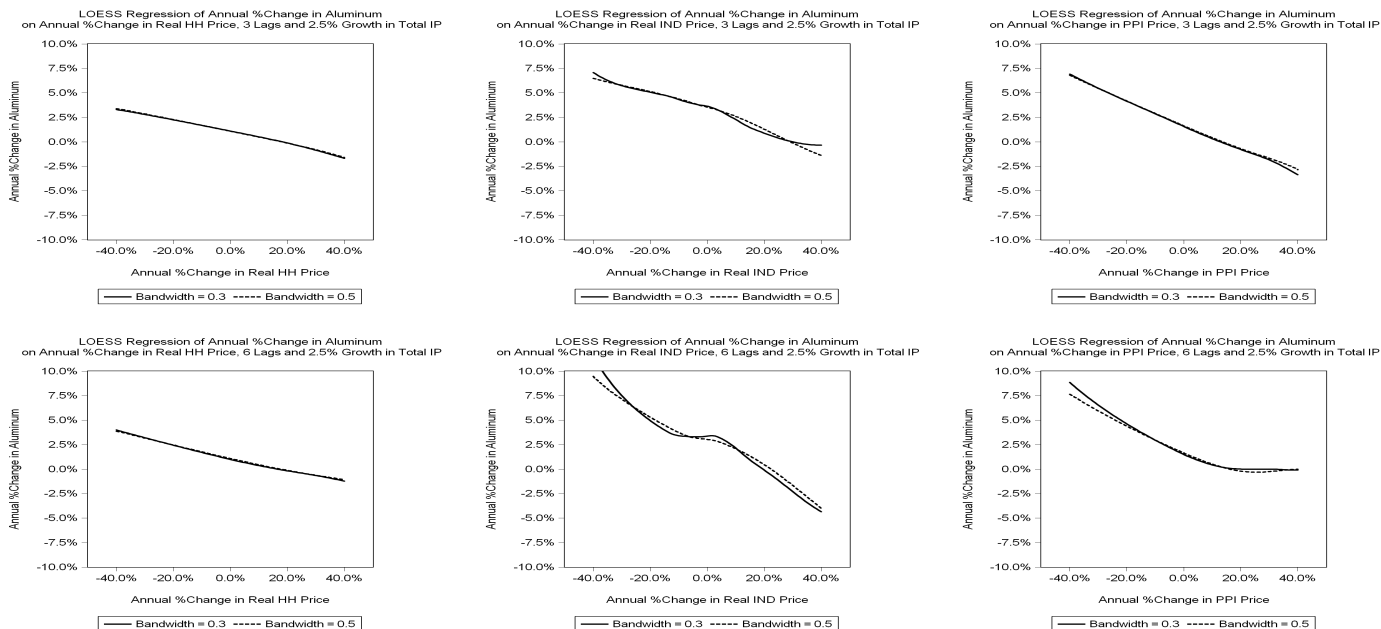 LOESS Regression of Annual %Change in Aluminum
on Annual %Change in Real HH Price, 3 Lags and 2.5% Growth in Total IP
10.0%
7.5%
5.0%
2.5%
0.0%
-2.5%
-5.0%
-7.5%
-10.0%
Annual %Change in Aluminum
-40.0% -20.0% 0.0% 20.0% 40.0%
Annual %Change in Real HH Price
Bandwidth = 0.3 Bandwidth = 0.5
LOESS Regression of Annual %Change in Aluminum
on Annual %Change in Real IND Price, 3 Lags and 2.5% Growth in Total IP
10.0%
7.5%
5.0%
2.5%
0.0%
-2.5%
-5.0%
-7.5%
-10.0%
Annual %Change in Aluminum
-40.0% -20.0% 0.0% 20.0% 40.0%
Annual %Change in Real IND Price
Bandwidth = 0.3 Bandwidth = 0.5
LOESS Regression of Annual %Change in Aluminum
on Annual %Change in PPI Price, 3 Lags and 2.5% Growth in Total IP
10.0%
7.5%
5.0%
2.5%
0.0%
-2.5%
-5.0%
-7.5%
-10.0%
Annual %Change in Aluminum
-40.0% -20.0% 0.0% 20.0% 40.0%
Annual %Change in PPI Price
Bandwidth = 0.3 Bandwidth = 0.5
LOESS Regression of Annual %Change in Aluminum
on Annual %Change in Real HH Price, 6 Lags and 2.5% Growth in Total IP
10.0%
7.5%
5.0%
2.5%
0.0%
-2.5%
-5.0%
-7.5%
-10.0%
Annual %Change in Aluminum
-40.0% -20.0% 0.0% 20.0% 40.0%
Annual %Change in Real HH Price
Bandwidth = 0.3 Bandwidth = 0.5
LOESS Regression of Annual %Change in Aluminum
on Annual %Change in Real IND Price, 6 Lags and 2.5% Growth in Total IP
10.0%
7.5%
5.0%
2.5%
0.0%
-2.5%
-5.0%
-7.5%
-10.0%
Annual %Change in Aluminum
-40.0% -20.0% 0.0% 20.0% 40.0%
Annual %Change in Real IND Price
Bandwidth = 0.3 Bandwidth = 0.5
LOESS Regression of Annual %Change in Aluminum
on Annual %Change in PPI Price, 6 Lags and 2.5% Growth in Total IP
10.0%
7.5%
5.0%
2.5%
0.0%
-2.5%
-5.0%
-7.5%
-10.0%
Annual %Change in Aluminum
-40.0% -20.0% 0.0% 20.0% 40.0%
Annual %Change in PPI Price
Bandwidth = 0.3 Bandwidth = 0.5